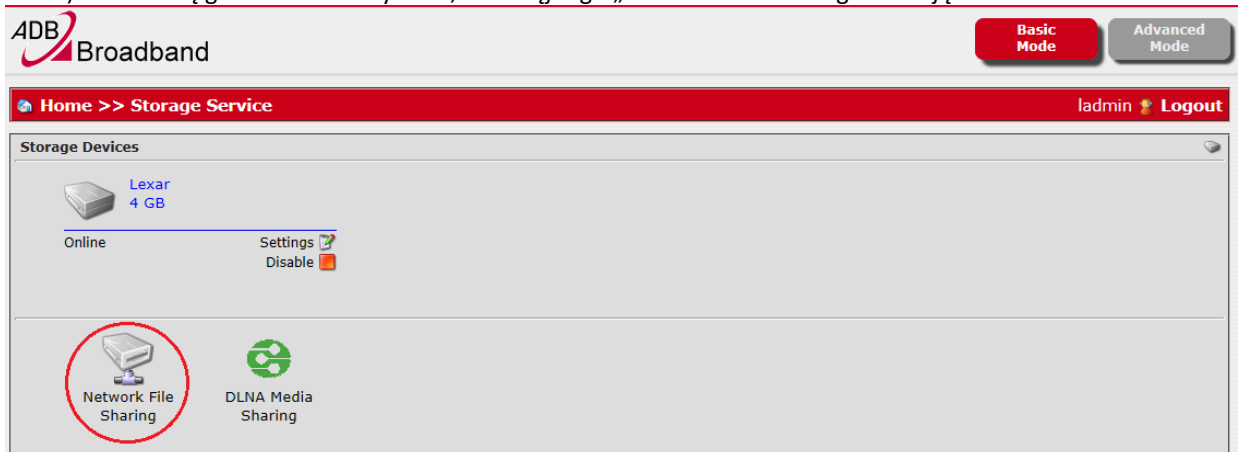 ADB
Broadband
Basic
Mode
Advanced
Mode
Home >> Storage Service
ladmin Logout
Storage Devices
Lexar
4 GB
Online
Settings
Disable
Network File
Sharing
DLNA Media
Sharing